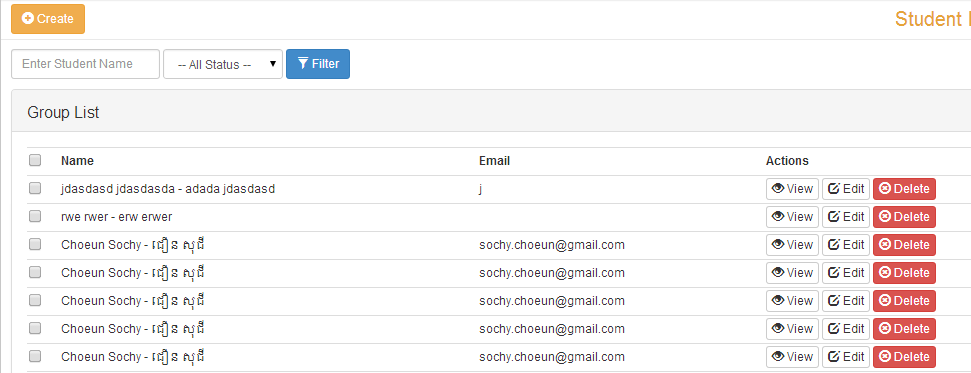 Create
Student
Enter Student Name -- All Status -- Filter
Group List
Name Email Actions
jdasdasd jdasdasda - adada jdasdasd j View Edit Delete
rwe rwer - erw erwer View Edit Delete
Choeun Sochy - ជឿន សុជី sochy.choeun@gmail.com View Edit Delete
Choeun Sochy - ជឿន សុជី sochy.choeun@gmail.com View Edit Delete
Choeun Sochy - ជឿន សុជី sochy.choeun@gmail.com View Edit Delete
Choeun Sochy - ជឿន សុជី sochy.choeun@gmail.com View Edit Delete
Choeun Sochy - ជឿន សុជី sochy.choeun@gmail.com View Edit Delete